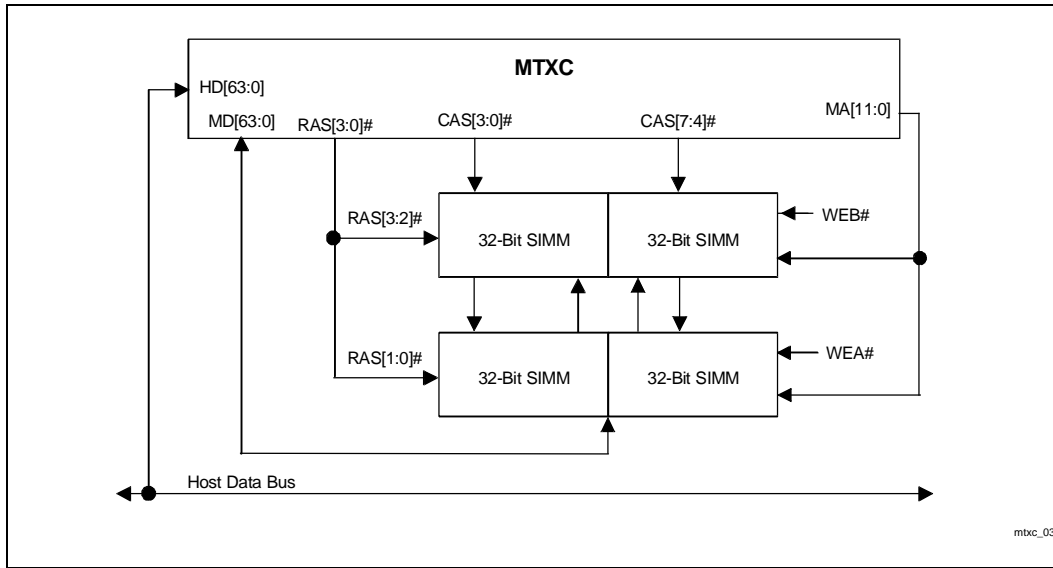 MTXC
HD[63:0]
MD[63:0]
RAS[3:0]#
CAS[3:0]#
CAS[7:4]#
MA[11:0]
RAS[3:2]#
32-Bit SIMM
32-Bit SIMM
WEB#
RAS[1:0]#
32-Bit SIMM
32-Bit SIMM
WEA#
Host Data Bus
mtxc_03